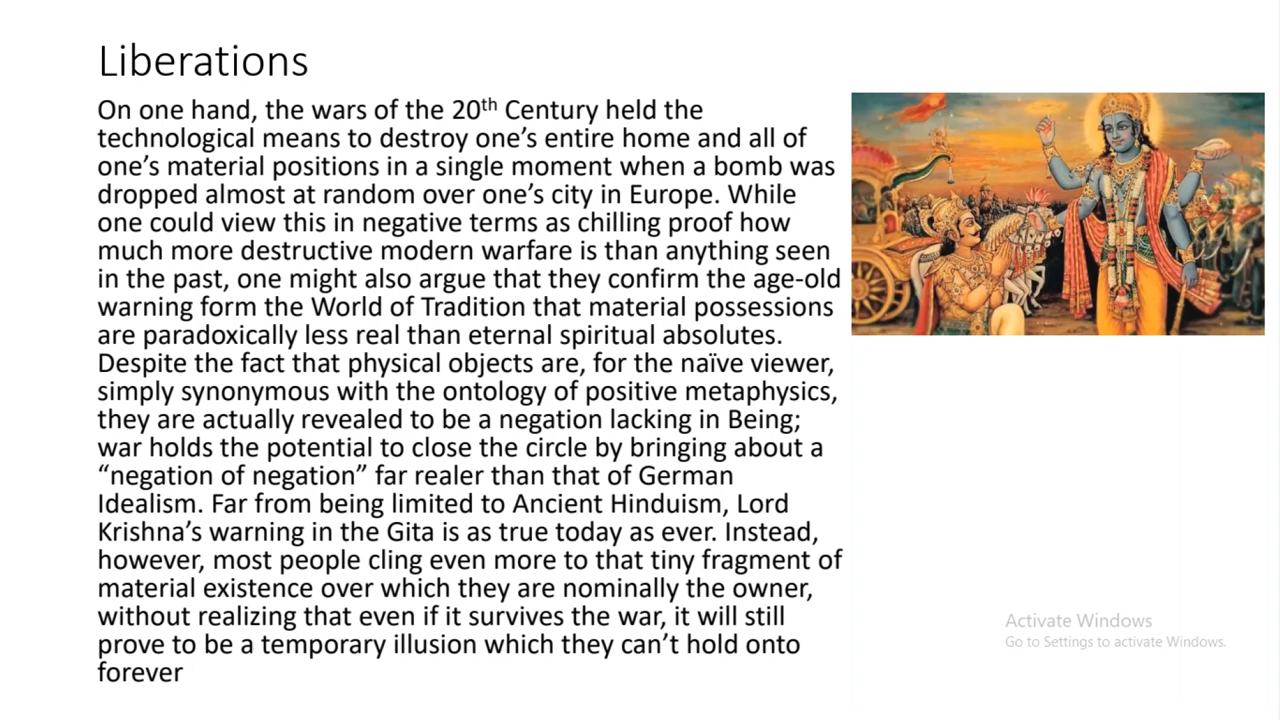 Liberations
On one hand, the wars of the 20th Century held the
technological means to destroy one’s entire home and all of
one’s material positions in a single moment when a bomb was
dropped almost at random over one’s city in Europe. While
one could view this in negative terms as chilling proof how
much more destructive modern warfare is than anything seen
in the past, one might also argue that they confirm the age-old
warning form the World of Tradition that material possessions
are paradoxically less real than eternal spiritual absolutes.
Despite the fact that physical objects are, for the naïve viewer,
simply synonymous with the ontology of positive metaphysics,
they are actually revealed to be a negation lacking in Being;
war holds the potential to close the circle by bringing about a
“negation of negation” far realer than that of German
Idealism. Far from being limited to Ancient Hinduism, Lord
Krishna’s warning in the Gita is as true today as ever. Instead,
however, most people cling even more to that tiny fragment of
material existence over which they are nominally the owner,
without realizing that even if it survives the war, it will still
prove to be a temporary illusion which they can’t hold onto
forever
Activate Windows
Go to Settings to activate Windows.